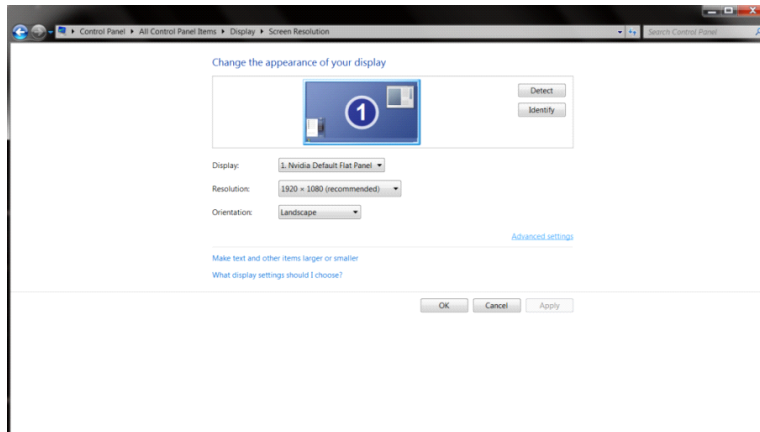 Control Panel ▸ All Control Panel Items ▸ Display ▸ Screen Resolution
Search Control Panel
Change the appearance of your display
1
Detect
Identify
Display: 1. Nvidia Default Flat Panel
Resolution: 1920 × 1080 (recommended)
Orientation: Landscape
Advanced settings
Make text and other items larger or smaller
What display settings should I choose?
OK Cancel Apply